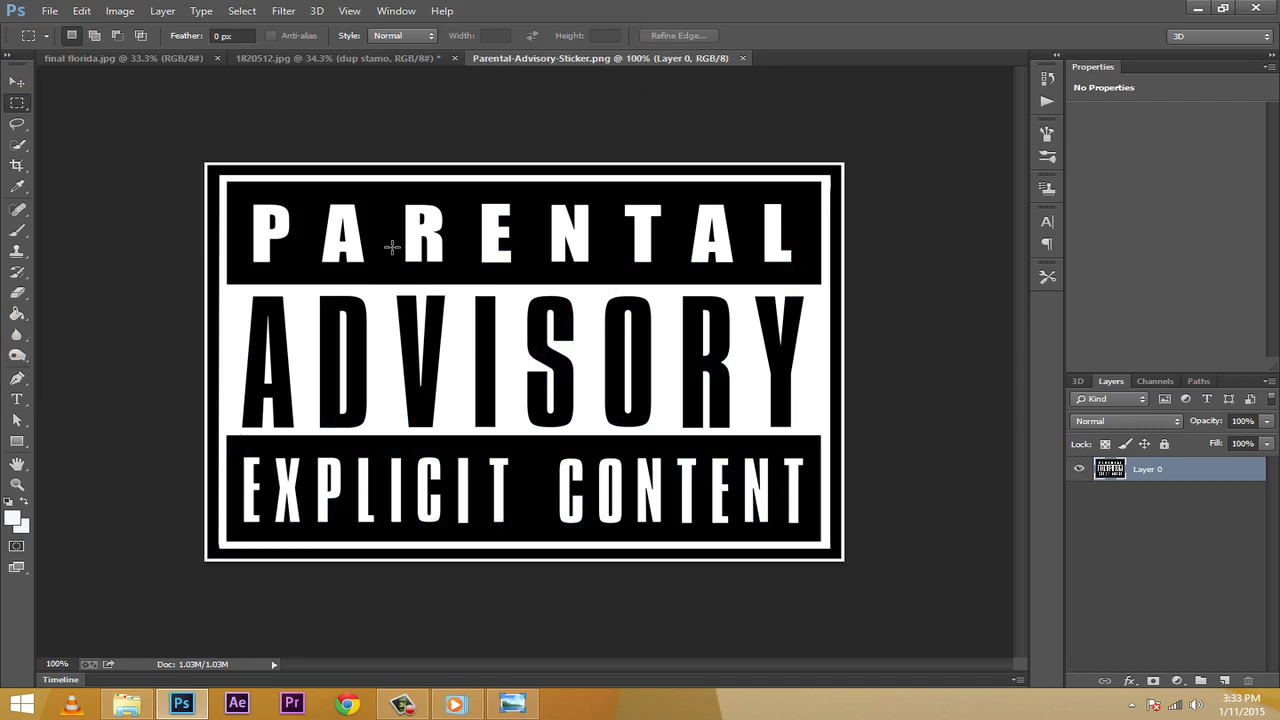 Ps File Edit Image Layer Type Select Filter 3D View Window Help
Feather: 0 px Anti-alias Style: Normal Width: Height: Refine Edge... 3D
final florida.jpg @ 33.3% (RGB/8#) × 1820512.jpg @ 34.3% (dup stamo, RGB/8#) * × Parental-Advisory-Sticker.png @ 100% (Layer 0, RGB/8) ×
Properties
No Properties
PARENTAL
ADVISORY
EXPLICIT CONTENT
3D Layers Channels Paths
Kind
Normal Opacity: 100%
Lock: Fill: 100%
Layer 0
100% Doc: 1.03M/1.03M
Timeline
Ps Ae Pr
3:33 PM
1/11/2015